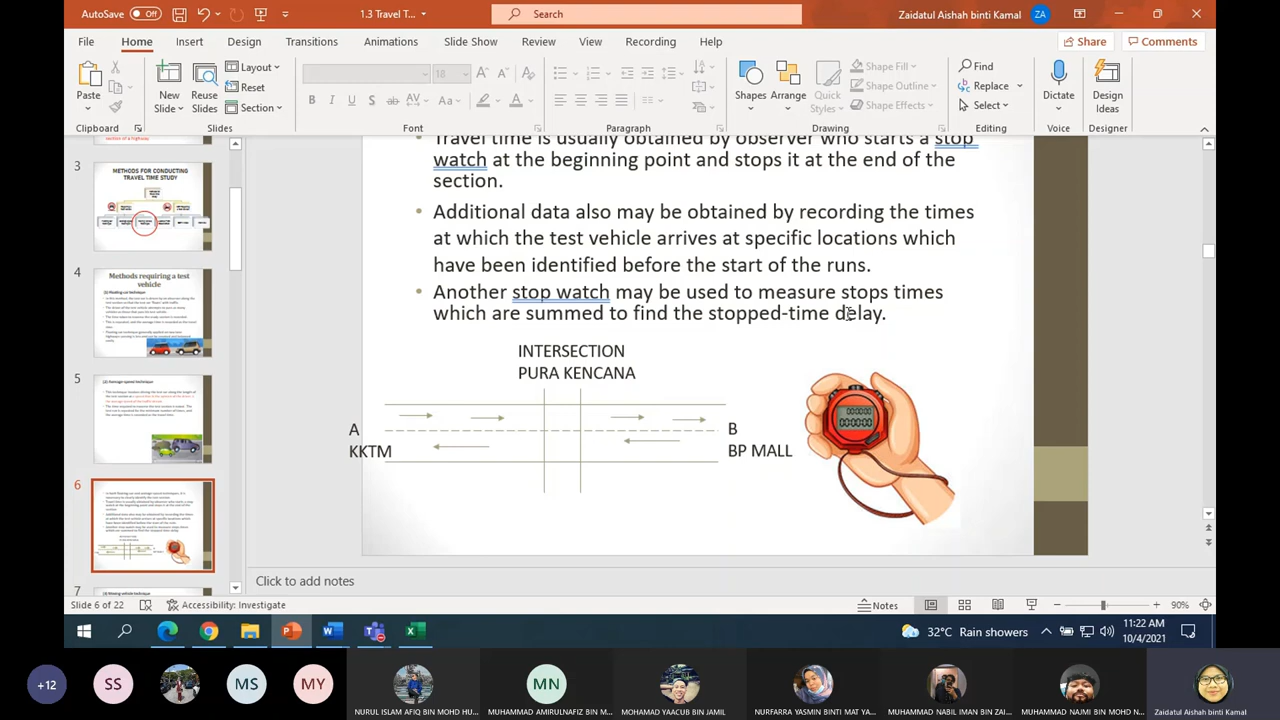 AutoSave Off
1.3 Travel T...
Search
Zaidatul Aishah binti Kamal
ZA
File Home Insert Design Transitions Animations Slide Show Review View Recording Help
Share
Comments
Paste
New Slide
Reuse Slides
Layout
Reset
Section
18
Shapes
Arrange
Quick Styles
Shape Fill
Shape Outline
Shape Effects
Find
Replace
Select
Dictate
Design Ideas
Clipboard
Slides
Font
Paragraph
Drawing
Editing
Voice
Designer
3
METHODS FOR CONDUCTING
TRAVEL TIME STUDY
4
Methods requiring a test
vehicle
5
6
7
Travel time is usually obtained by observer who starts a stop
watch at the beginning point and stops it at the end of the
section.
• Additional data also may be obtained by recording the times
at which the test vehicle arrives at specific locations which
have been identified before the start of the runs.
• Another stop watch may be used to measure stops times
which are summed to find the stopped-time delay.
INTERSECTION
PURA KENCANA
A
KKTM
B
BP MALL
Click to add notes
Slide 6 of 22
Accessibility: Investigate
Notes
90%
32°C Rain showers
11:22 AM
10/4/2021
+12
SS
MS
MY
MN
NURUL ISLAM AFIQ BIN MOHD HU...
MUHAMMAD AMIRULNAFIZ BIN M...
MOHAMAD YAACUB BIN JAMIL
NURFARRA YASMIN BINTI MAT YA...
MUHAMMAD NABIL IMAN BIN ZAI...
MUHAMMAD NAJMI BIN MOHD N...
Zaidatul Aishah binti Kamal